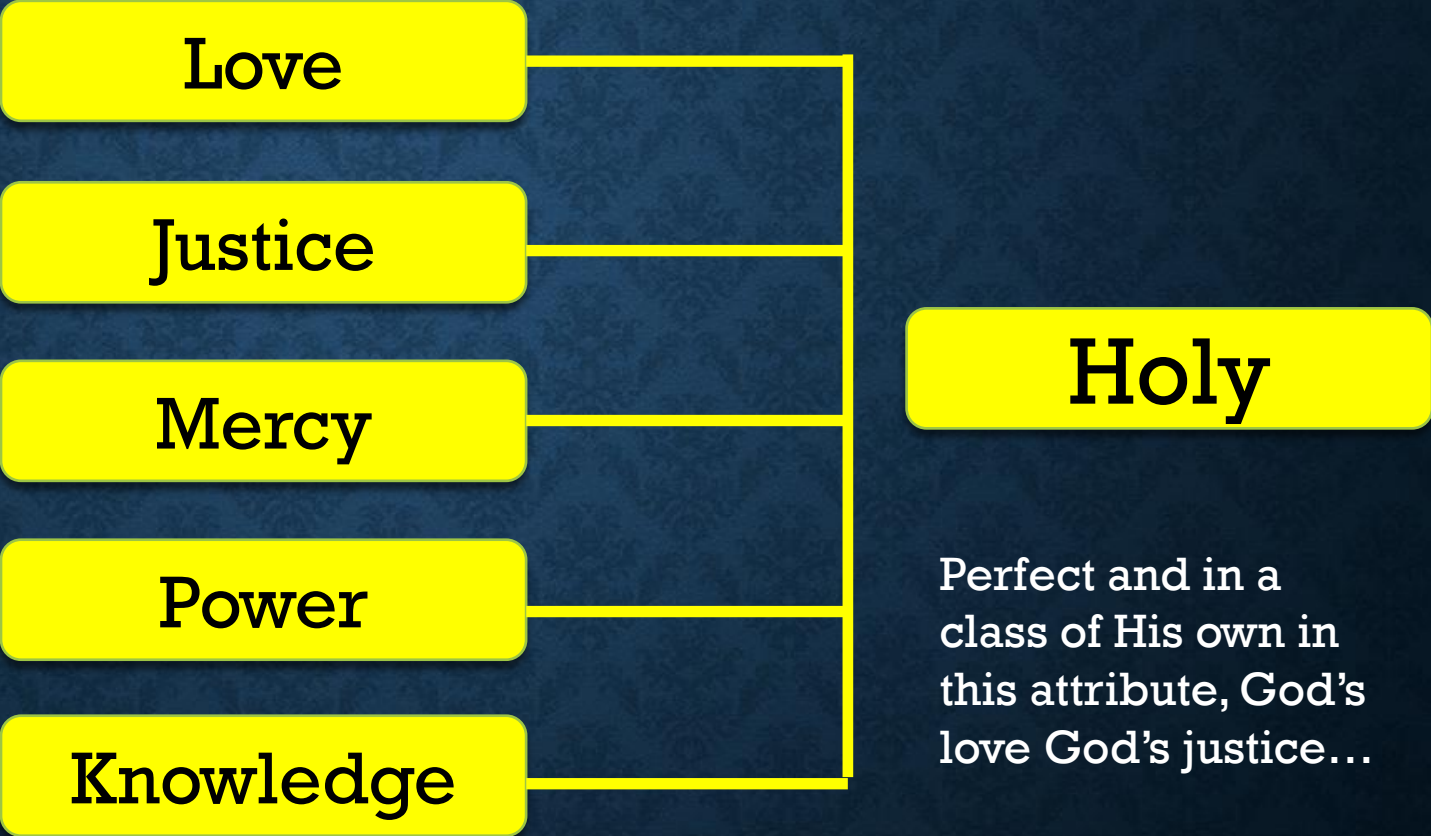 Love
Justice
Mercy
Power
Knowledge
Holy
Perfect and in a
class of His own in
this attribute, God’s
love God’s justice…